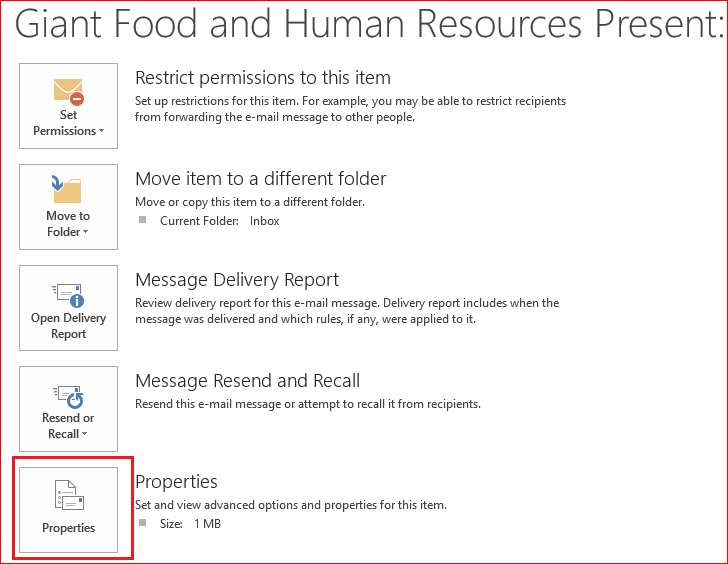 Giant Food and Human Resources Present:
Set
Permissions
Restrict permissions to this item
Set up restrictions for this item. For example, you may be able to restrict recipients
from forwarding the e-mail message to other people.
Move to
Folder
Move item to a different folder
Move or copy this item to a different folder.
Current Folder: Inbox
Open Delivery
Report
Message Delivery Report
Review delivery report for this e-mail message. Delivery report includes when the
message was delivered and which rules, if any, were applied to it.
Resend or
Recall
Message Resend and Recall
Resend this e-mail message or attempt to recall it from recipients.
Properties
Properties
Set and view advanced options and properties for this item.
Size: 1 MB